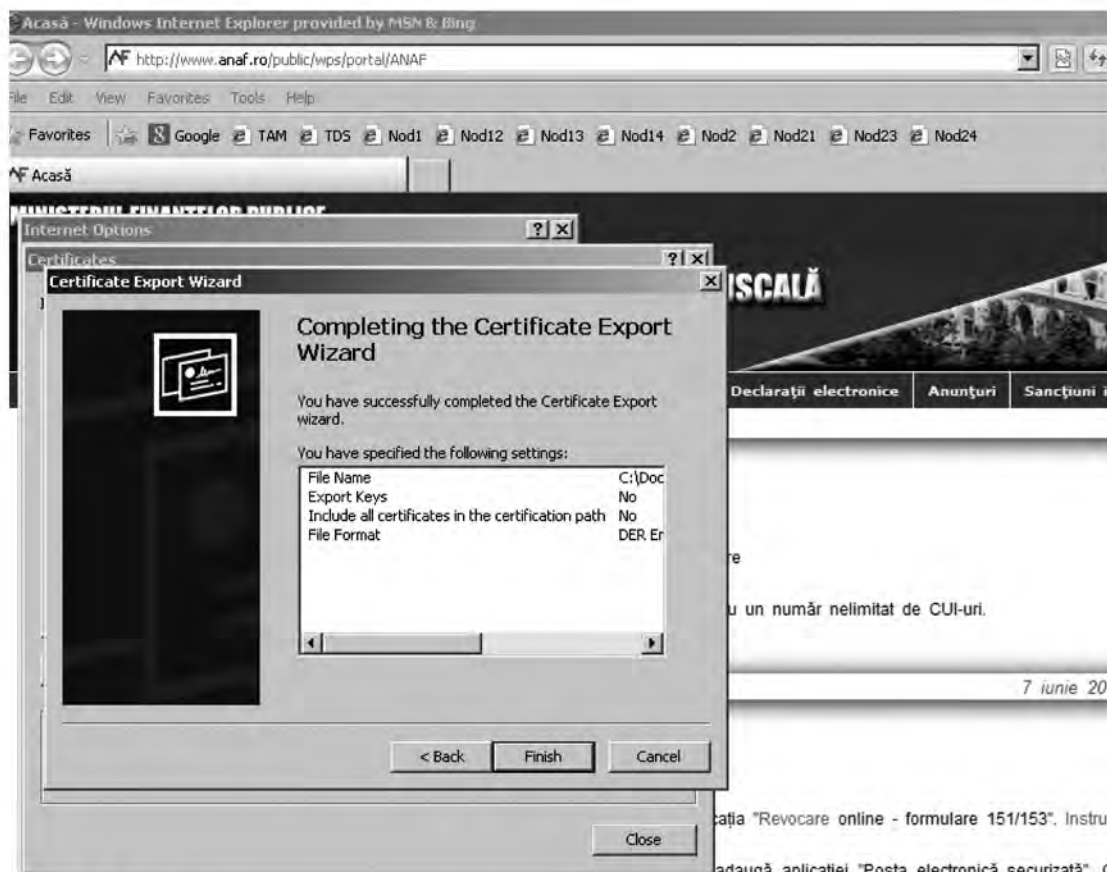 Acasă - Windows Internet Explorer provided by MSN & Bing
http://www.anaf.ro/public/wps/portal/ANAF
File Edit View Favorites Tools Help
Favorites Google TAM TDS Nod1 Nod12 Nod13 Nod14 Nod2 Nod21 Nod23 Nod24
Acasă
MINISTERUL FINANTELOR PUBLICE
Internet Options
Certificates
Certificate Export Wizard
ISCALĂ
Completing the Certificate Export
Wizard
You have successfully completed the Certificate Export
wizard.
You have specified the following settings:
File Name C:\Doc
Export Keys No
Include all certificates in the certification path No
File Format DER Er
< Back Finish Cancel
Close
Declarații electronice Anunțuri Sancțiuni
re
u un număr nelimitat de CUI-uri.
7 iunie 20
cația "Revocare online - formulare 151/153". Instru
adaugă aplicației "Posta electronică securizată".